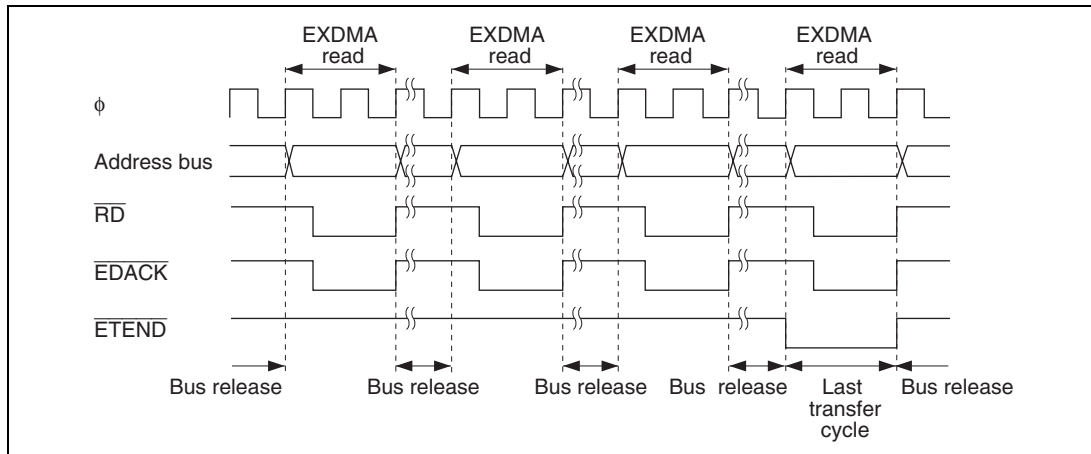 EXDMA read EXDMA read EXDMA read EXDMA read
φ
Address bus
RD
EDACK
ETEND
Bus release Bus release Bus release Bus release Last transfer cycle Bus release